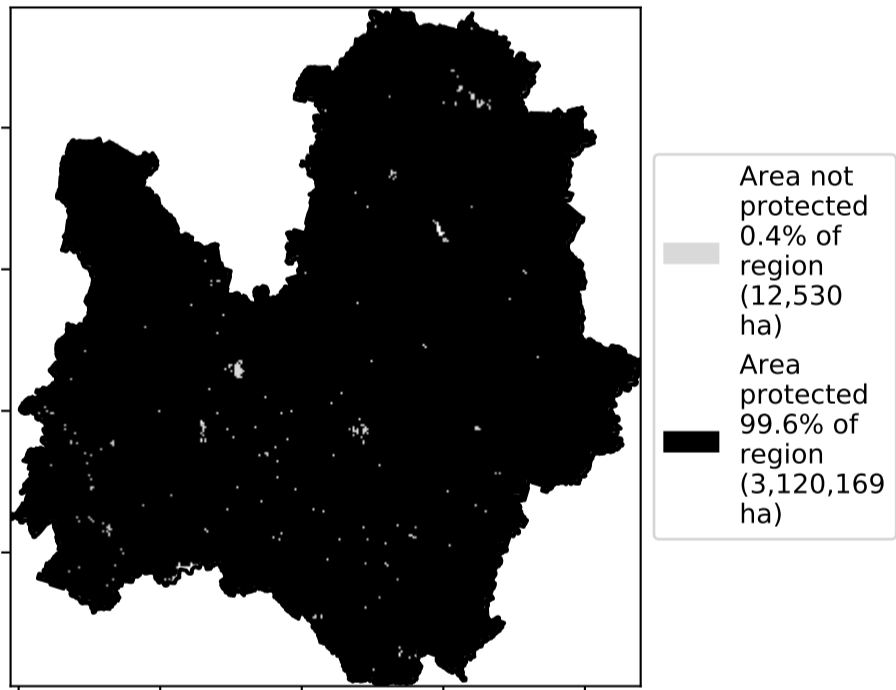 Area not
protected
0.4% of
region
(12,530
ha)
Area
protected
99.6% of
region
(3,120,169
ha)